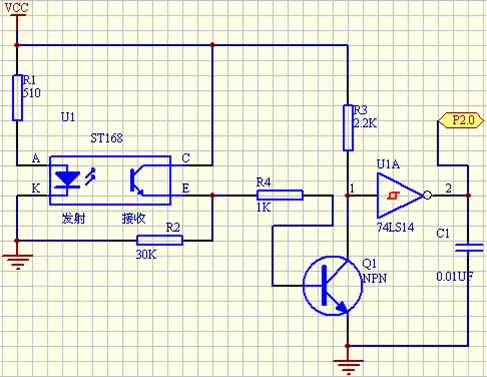 VCC
R1
510
U1
ST168
A
C
K
E
发射
接收
R2
30K
R4
1K
R3
2.2K
P2.0
U1A
1
2
74LS14
C1
0.01UF
Q1
NPN